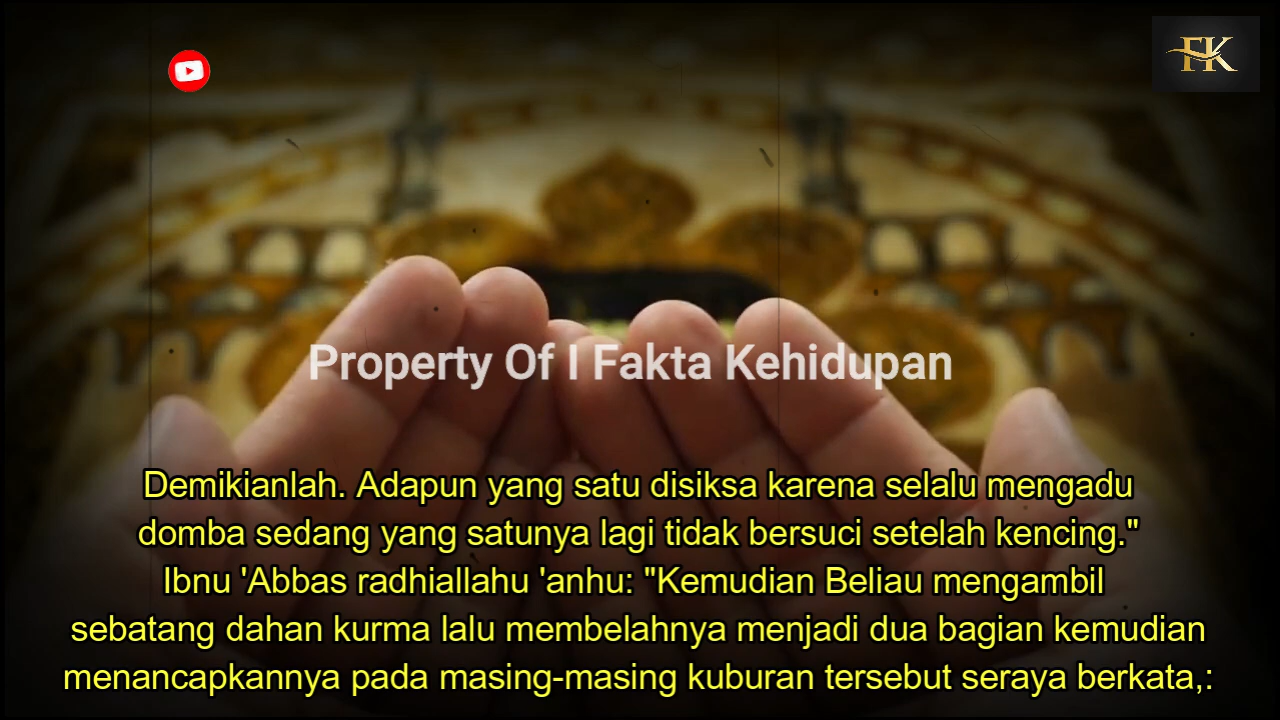 FK
Property Of I Fakta Kehidupan
Demikianlah. Adapun yang satu disiksa karena selalu mengadu
domba sedang yang satunya lagi tidak bersuci setelah kencing."
Ibnu 'Abbas radhiallahu 'anhu: "Kemudian Beliau mengambil
sebatang dahan kurma lalu membelahnya menjadi dua bagian kemudian
menancapkannya pada masing-masing kuburan tersebut seraya berkata,: